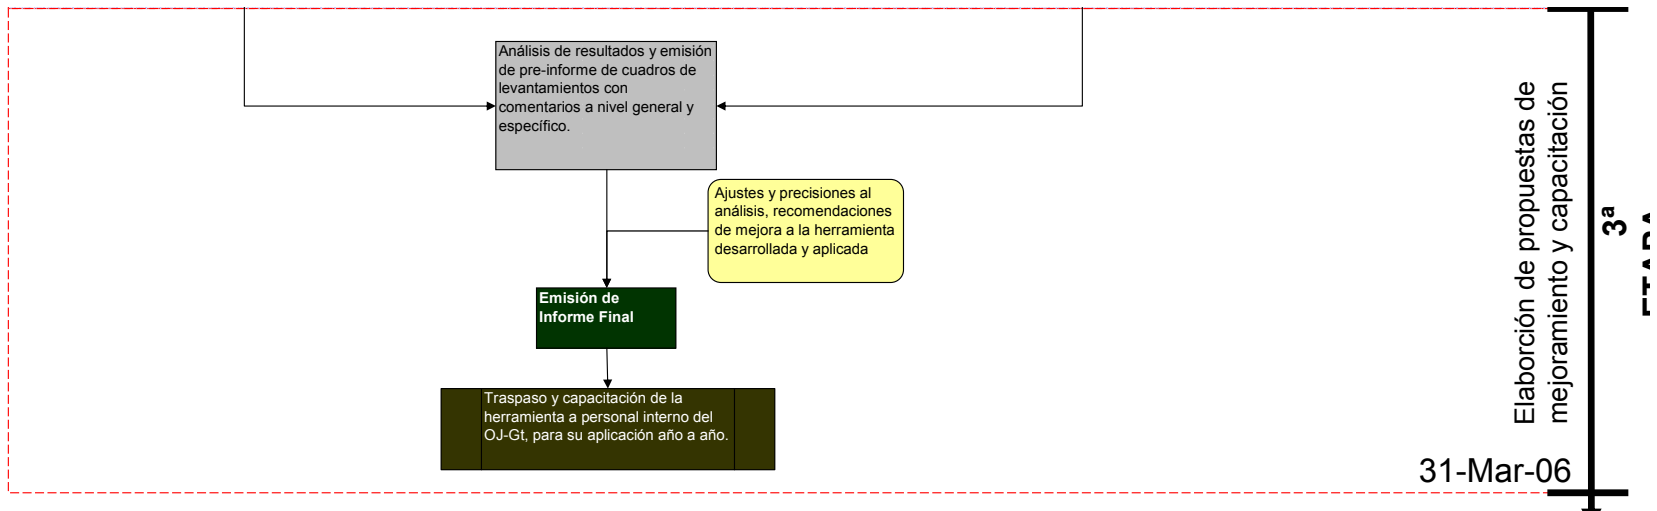 Análisis de resultados y emisión
de pre-informe de cuadros de
levantamientos con
comentarios a nivel general y
específico.
Ajustes y precisiones al
análisis, recomendaciones
de mejora a la herramienta
desarrollada y aplicada
Emisión de
Informe Final
Traspaso y capacitación de la
herramienta a personal interno del
OJ-Gt, para su aplicación año a año.
Elaborción de propuestas de
mejoramiento y capacitación
3ª
31-Mar-06